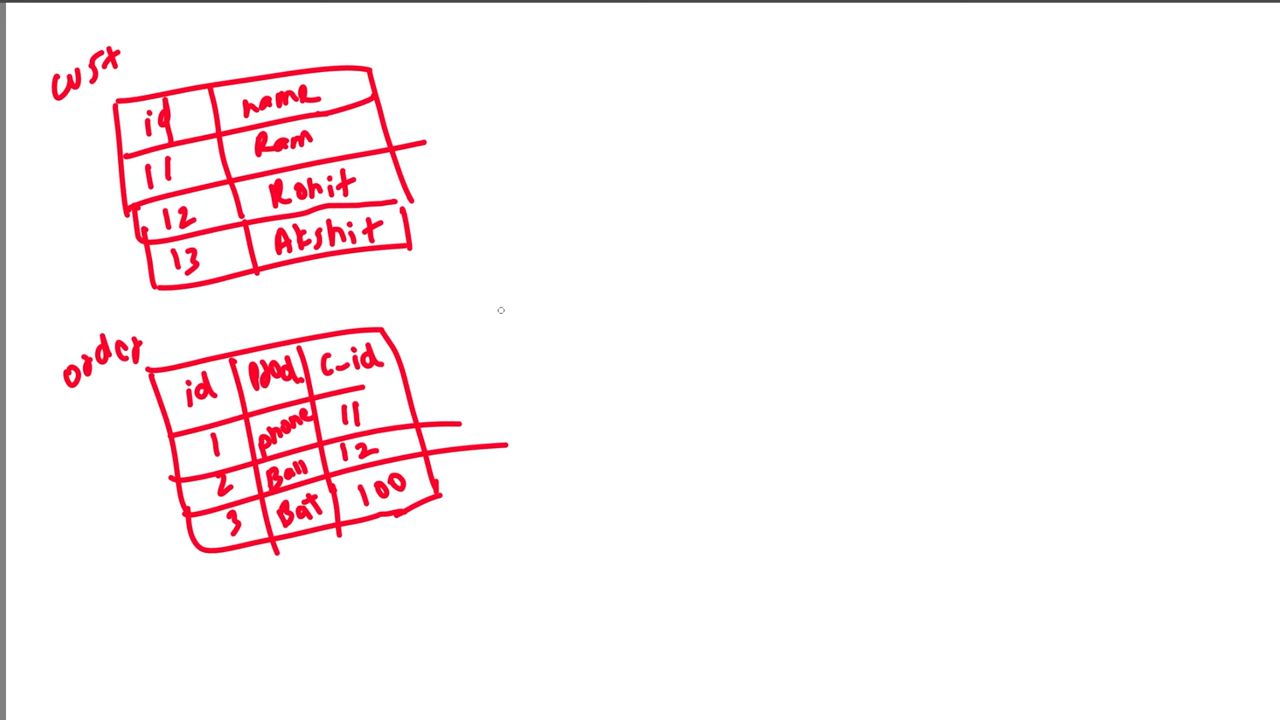 cust
id name
11 Ram
12 Rohit
13 Akshit
order
id prod. C-id
1 phone 11
2 Ball 12
3 Bat 100